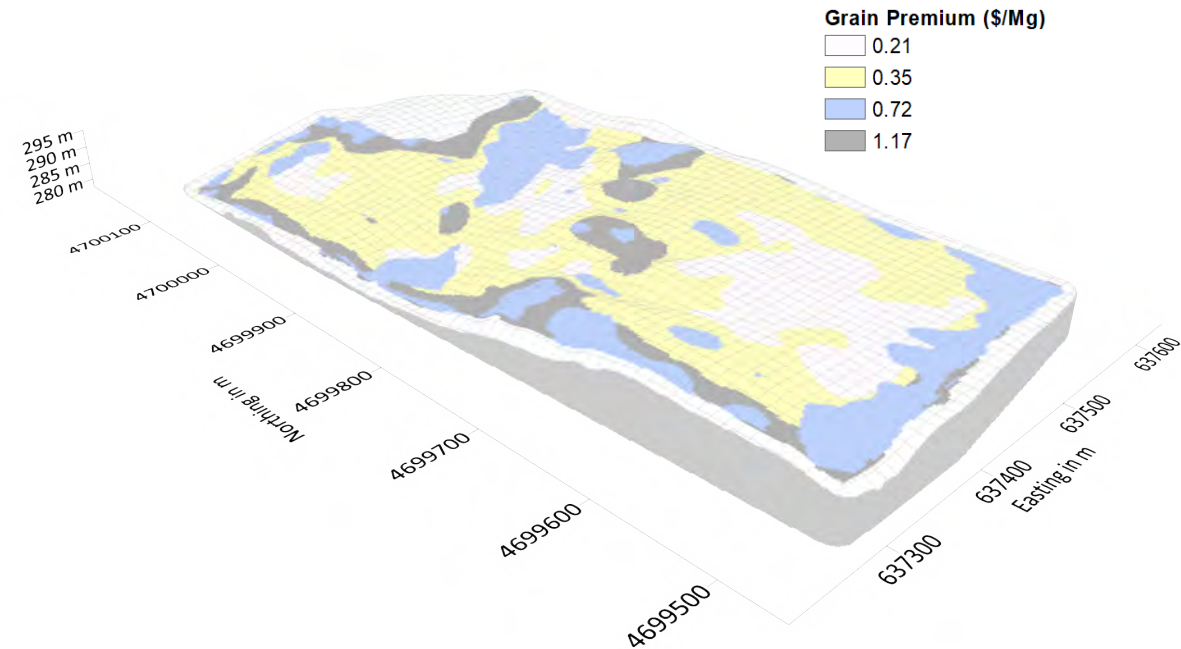 Grain Premium ($/Mg)
0.21
0.35
0.72
1.17
295 m
290 m
285 m
280 m
4700100
4700000
4699900
4699800
4699700
4699600
4699500
Northing in m
637300
637400
637500
637600
Easting in m